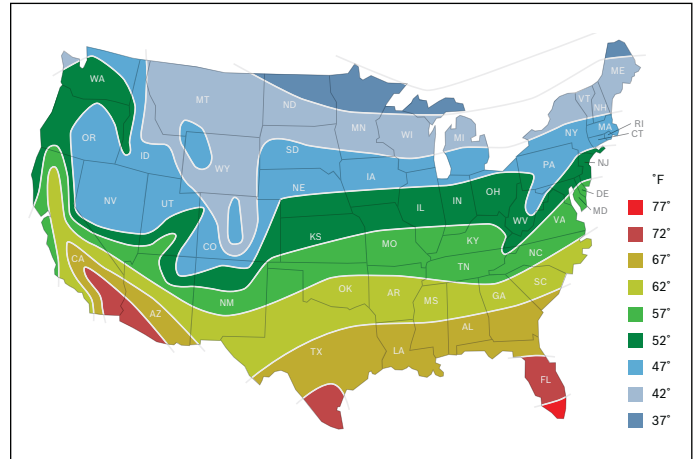 WA
ME
MT
ND
VT
NH
MN
WI
MI
NY
MA
RI
CT
OR
ID
SD
WY
IA
PA
NJ
NE
NV
UT
CO
IL
IN
OH
WV
VA
DE
MD
KS
MO
KY
CA
NM
AZ
OK
AR
TN
NC
MS
GA
SC
AL
TX
LA
FL
˚F
77˚
72˚
67˚
62˚
57˚
52˚
47˚
42˚
37˚